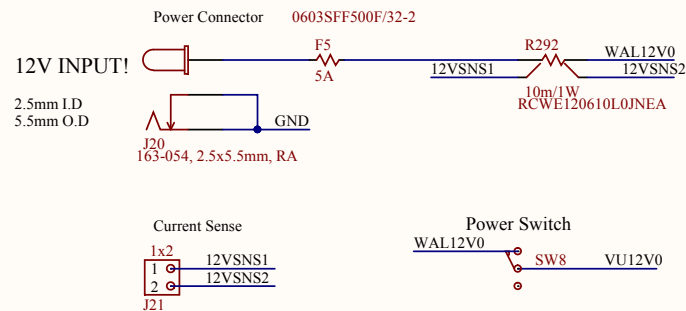 Power Connector 0603SFF500F/32-2
F5
5A
R292
WAL12V0
12V INPUT!
12VSNS1
12VSNS2
10m/1W
RCWE120610L0JNEA
2.5mm I.D
5.5mm O.D
GND
J20
163-054, 2.5x5.5mm, RA
Current Sense
1x2
1 12VSNS1
2 12VSNS2
J21
Power Switch
WAL12V0
SW8
VU12V0